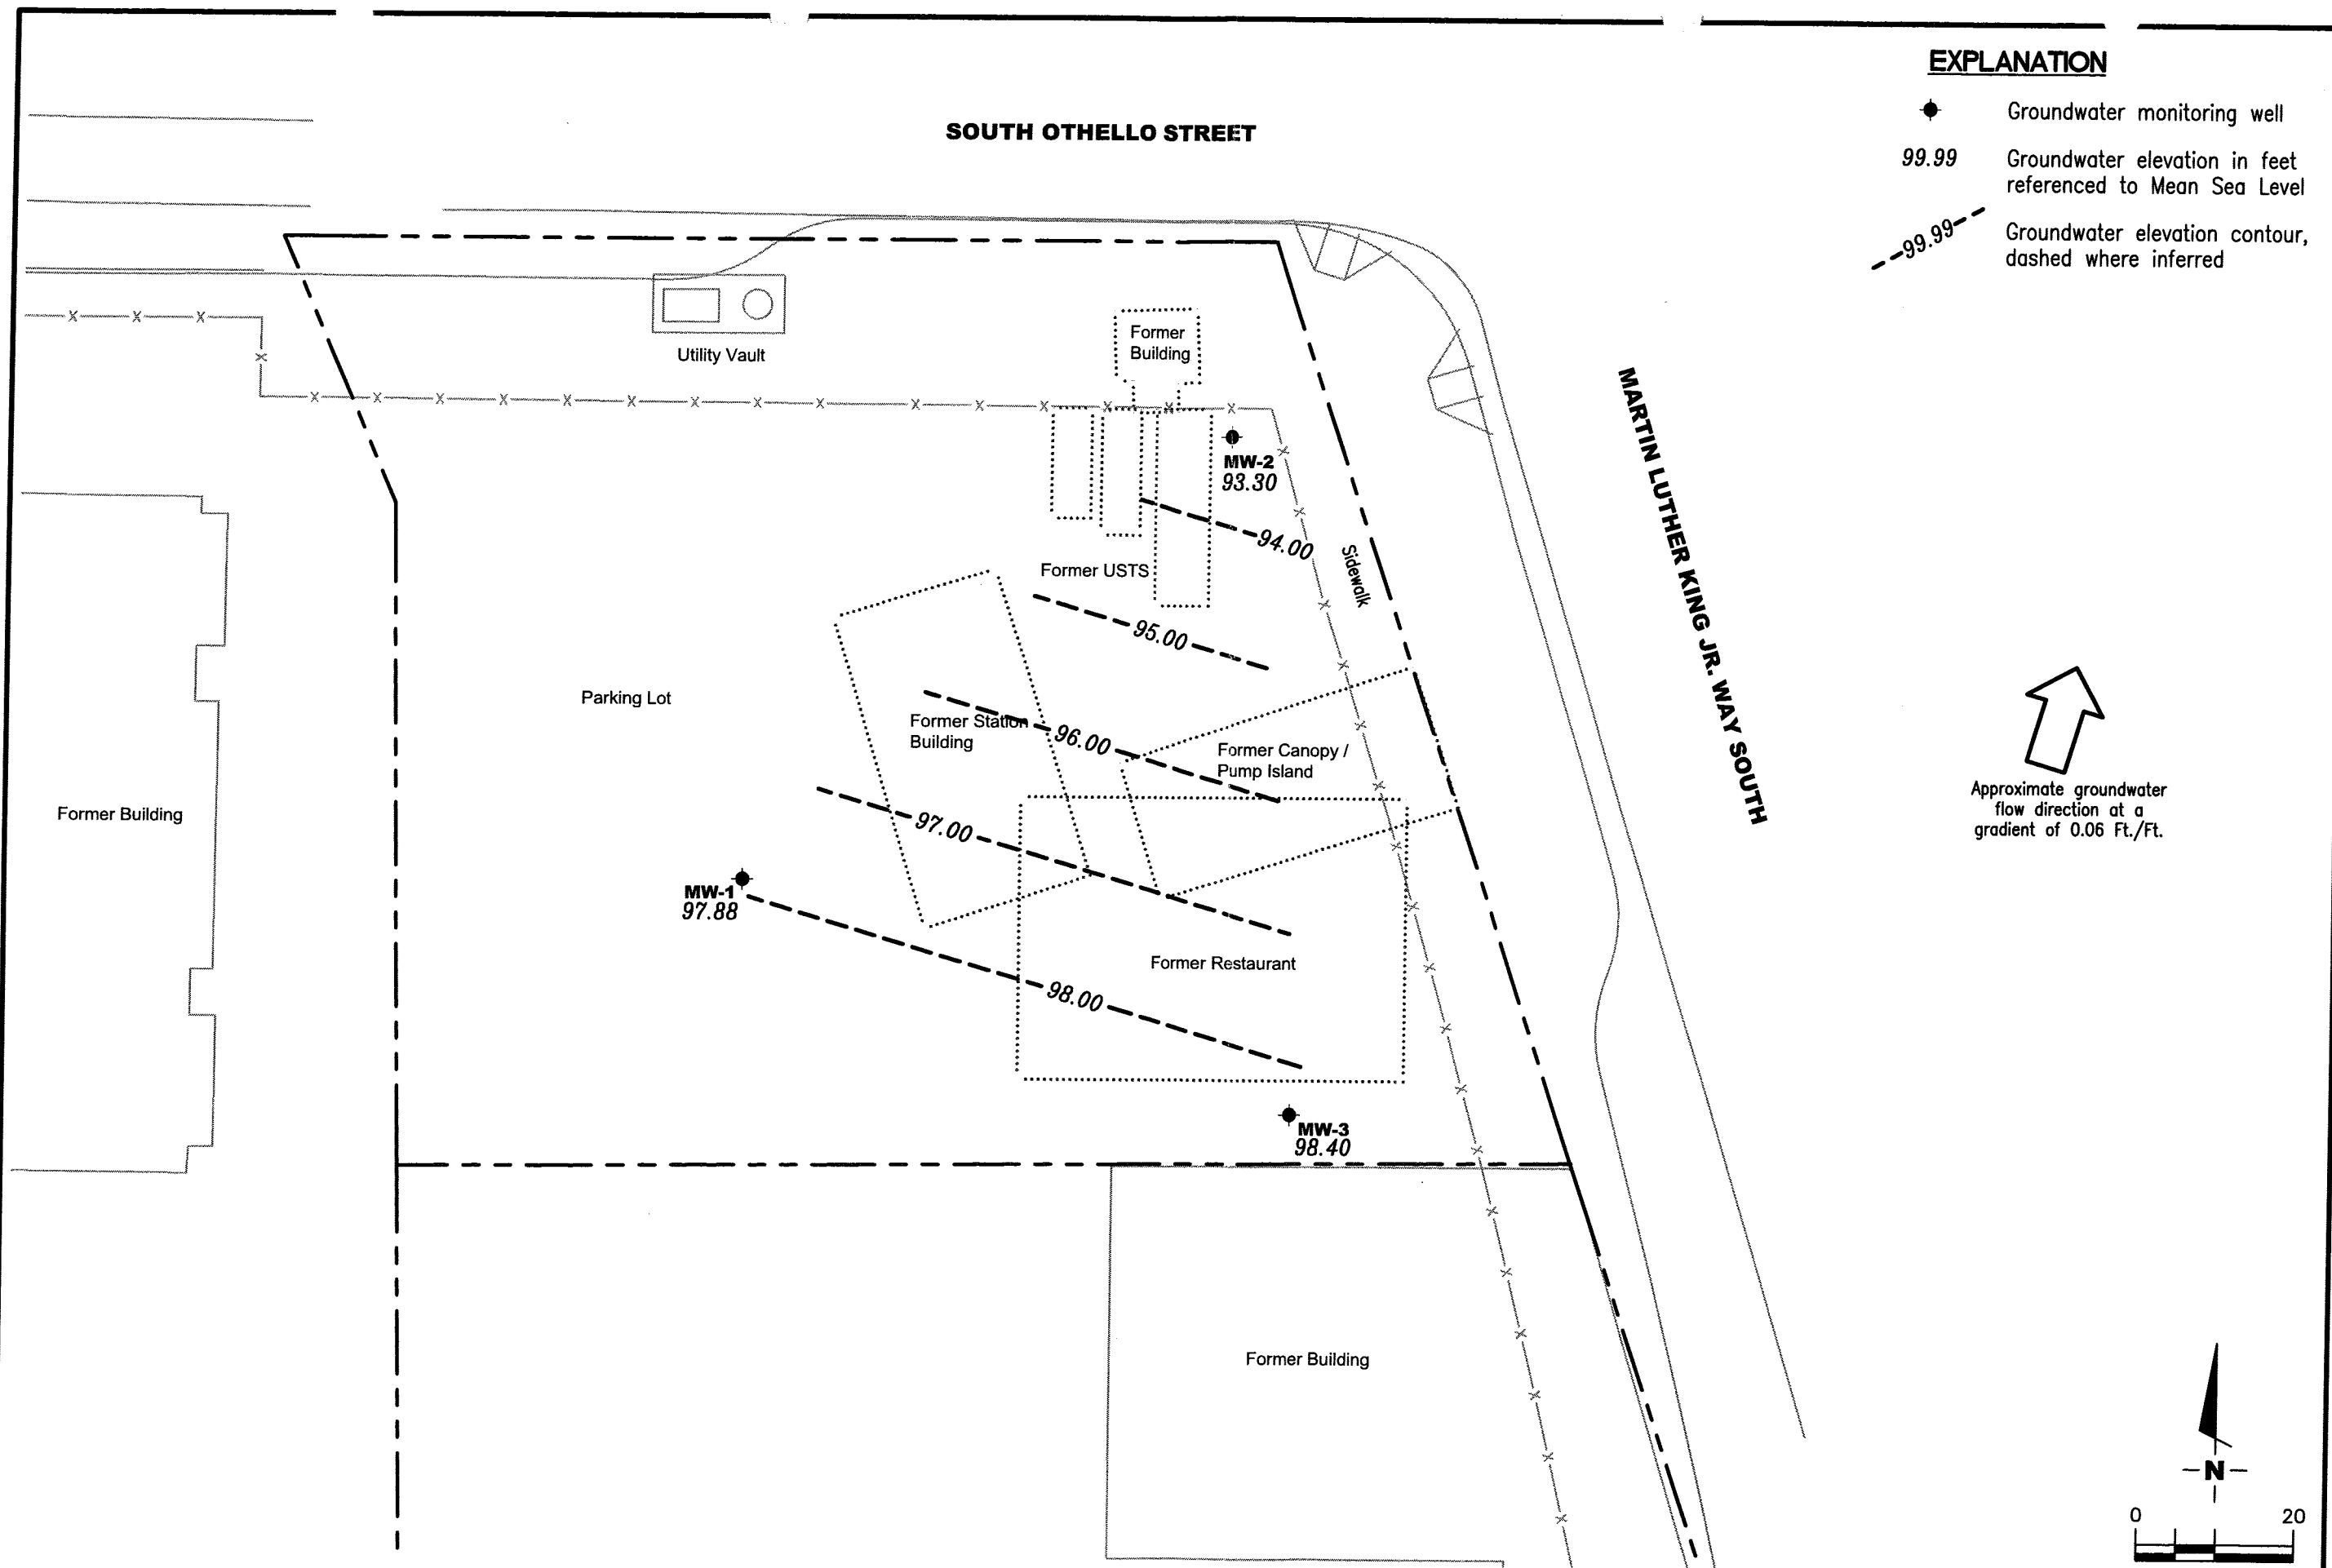 EXPLANATION
Groundwater monitoring well
99.99 Groundwater elevation in feet
referenced to Mean Sea Level
99.99 Groundwater elevation contour,
dashed where inferred
SOUTH OTHELLO STREET
Utility Vault
Former
Building
MW-2
93.30
94.00
Former USTS
Sidewalk
MARTIN LUTHER KING JR. WAY SOUTH
95.00
Parking Lot
Former Station
Building
96.00
Former Canopy /
Pump Island
Former Building
97.00
Approximate groundwater
flow direction at a
gradient of 0.06 Ft./Ft.
MW-1
97.88
Former Restaurant
98.00
MW-3
98.40
Former Building
N
0 20